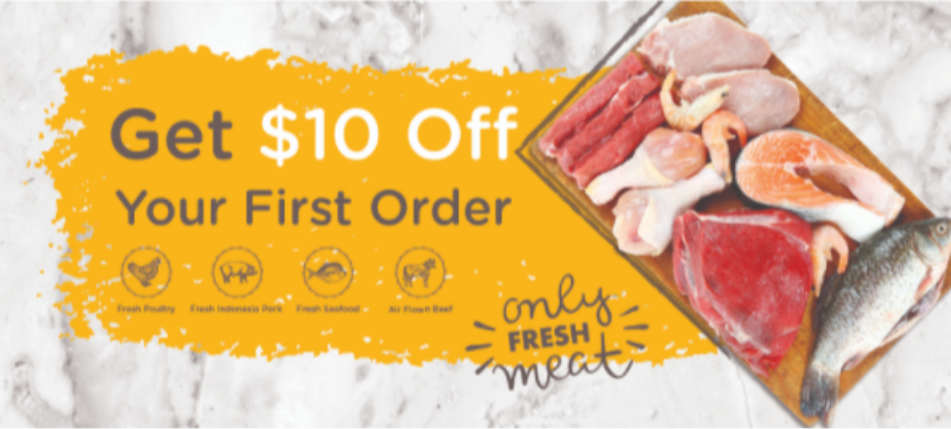 Get $10 Off
Your First Order
Fresh Poultry
Fresh Indonesia Pork
Fresh Seafood
Air Flown Beef
only
FRESH
meat